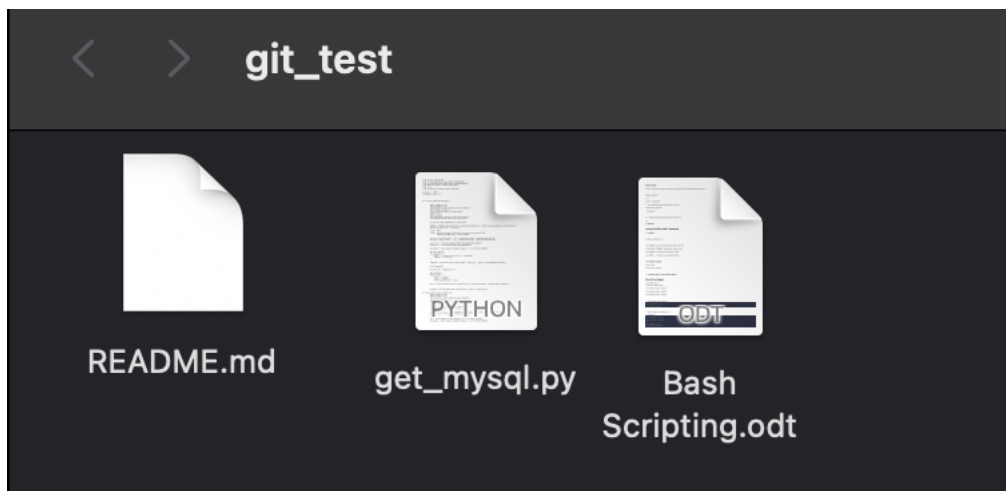 git_test
README.md
PYTHON
get_mysql.py
ODT
Bash
Scripting.odt